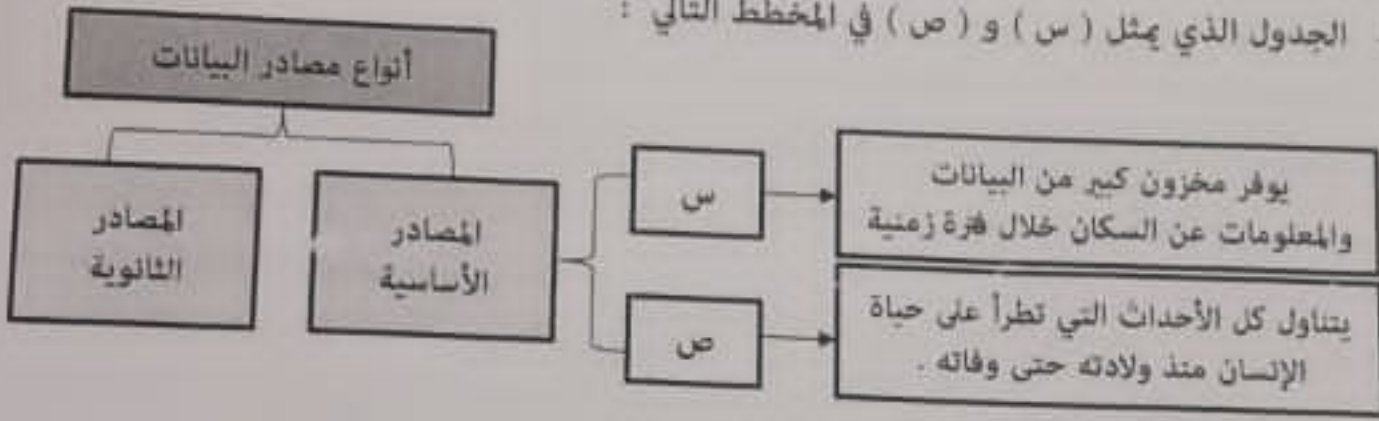 الجدول الذي يمثل ( س ) و ( ص ) في المخطط التالي :
أنواع مصادر البيانات
المصادر
الأساسية
المصادر
الثانوية
س
يوفر مخزون كبير من البيانات
والمعلومات عن السكان خلال فترة زمنية
ص
يتناول كل الأحداث التي تطرأ على حياة
الإنسان منذ ولادته حتى وفاته .